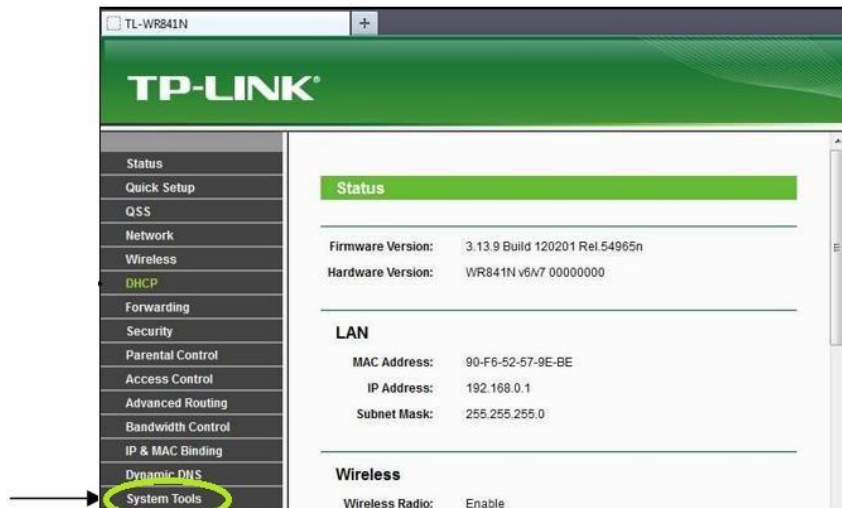 TL-WR841N
+
TP-LINK®
Status
Quick Setup
QSS
Network
Wireless
DHCP
Forwarding
Security
Parental Control
Access Control
Advanced Routing
Bandwidth Control
IP & MAC Binding
Dynamic DNS
System Tools
Status
Firmware Version: 3.13.9 Build 120201 Rel.54965n
Hardware Version: WR841N v6/v7 00000000
LAN
MAC Address: 90-F6-52-57-9E-BE
IP Address: 192.168.0.1
Subnet Mask: 255.255.255.0
Wireless
Wireless Radio: Enable